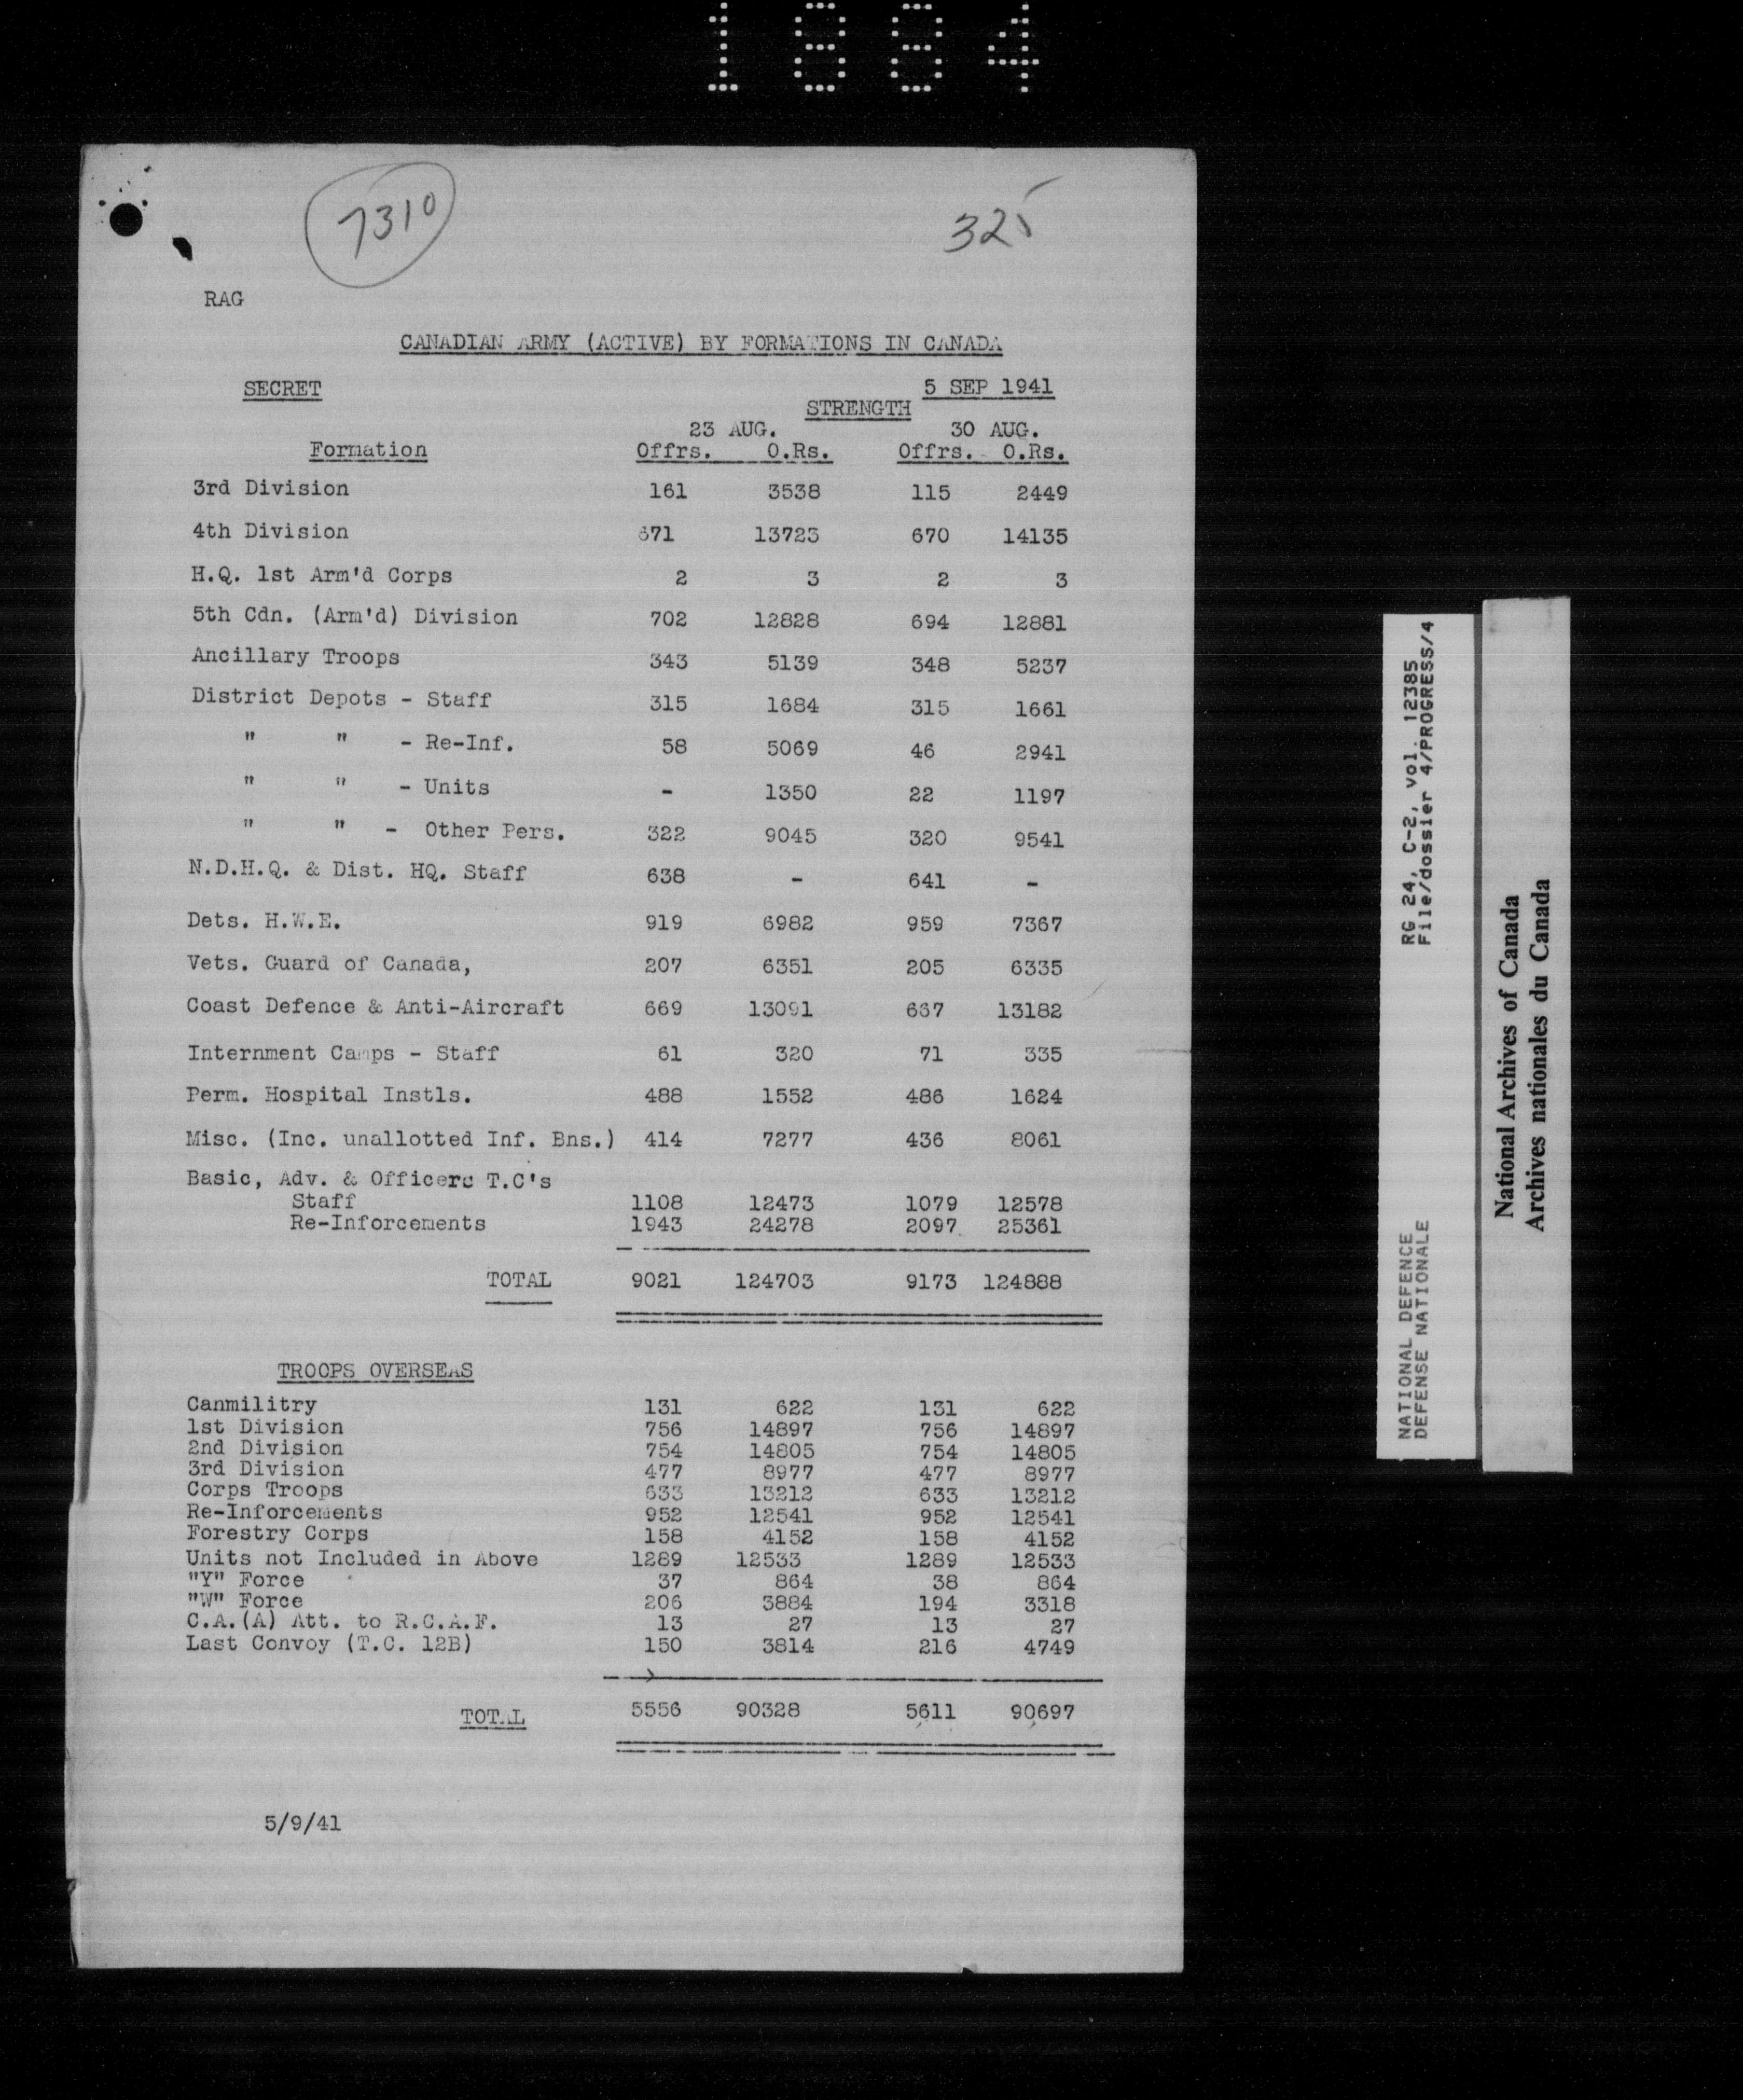 1884
7310
325
RAG
CANADIAN ARMY (ACTIVE) BY FORMATIONS IN CANADA
SECRET 5 SEP 1941
STRENGTH
23 AUG. 30 AUG.
Formation Offrs. O.Rs. Offrs. O.Rs.
3rd Division 161 3538 115 2449
4th Division 671 13723 670 14135
H.Q. 1st Arm'd Corps 2 3 2 3
5th Cdn. (Arm'd) Division 702 12828 694 12881
Ancillary Troops 343 5139 348 5237
District Depots - Staff 315 1684 315 1661
" " - Re-Inf. 58 5069 46 2941
" " - Units - 1350 22 1197
" " - Other Pers. 322 9045 320 9541
N.D.H.Q. & Dist. HQ. Staff 638 - 641 -
Dets. H.W.E. 919 6982 959 7367
Vets. Guard of Canada, 207 6351 205 6335
Coast Defence & Anti-Aircraft 669 13091 667 13182
Internment Camps - Staff 61 320 71 335
Perm. Hospital Instls. 488 1552 486 1624
Misc. (Inc. unallotted Inf. Bns.) 414 7277 436 8061
Basic, Adv. & Officers T.C's
Staff 1108 12473 1079 12578
Re-Inforcements 1943 24278 2097 25361
TOTAL 9021 124703 9173 124888
TROOPS OVERSEAS
Canmilitry 131 622 131 622
1st Division 756 14897 756 14897
2nd Division 754 14805 754 14805
3rd Division 477 8977 477 8977
Corps Troops 633 13212 633 13212
Re-Inforcements 952 12541 952 12541
Forestry Corps 158 4152 158 4152
Units not Included in Above 1289 12533 1289 12533
"Y" Force 37 864 38 864
"W" Force 206 3884 194 3318
C.A.(A) Att. to R.C.A.F. 13 27 13 27
Last Convoy (T.C. 12B) 150 3814 216 4749
TOTAL 5556 90328 5611 90697
5/9/41
NATIONAL DEFENCE RG 24, C-2, vol. 12385
DEFENSE NATIONALE File/dossier 4/PROGRESS/4
National Archives of Canada
Archives nationales du Canada